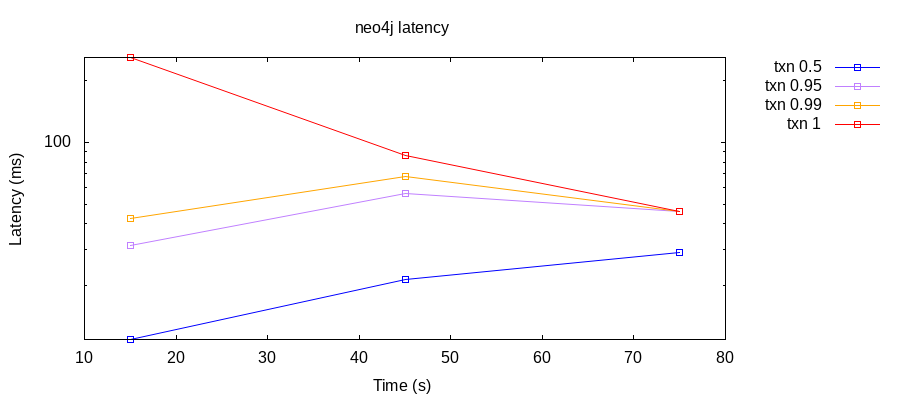 neo4j latency
txn 0.5
txn 0.95
txn 0.99
txn 1
100
Latency (ms)
10 20 30 40 50 60 70 80
Time (s)